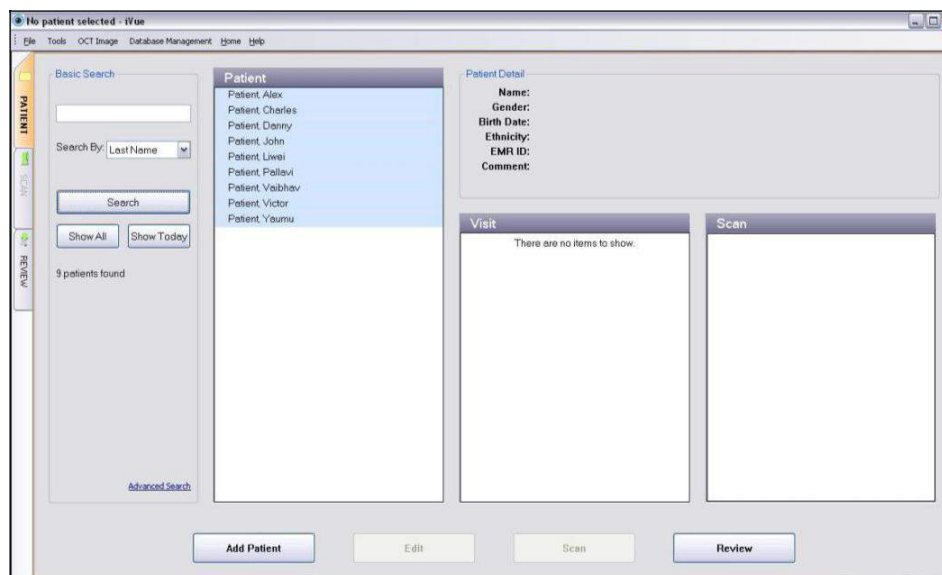 No patient selected - iVue
File Tools OCT Image Database Management Home Help
PATIENT
SCAN
REVIEW
Basic Search
Search By: Last Name
Search
Show All Show Today
9 patients found
Advanced Search
Patient
Patient, Alex
Patient, Charles
Patient, Danny
Patient, John
Patient, Liwei
Patient, Pallavi
Patient, Vaibhav
Patient, Victor
Patient, Yaumu
Patient Detail
Name:
Gender:
Birth Date:
Ethnicity:
EMR ID:
Comment:
Visit
There are no items to show.
Scan
Add Patient Edit Scan Review